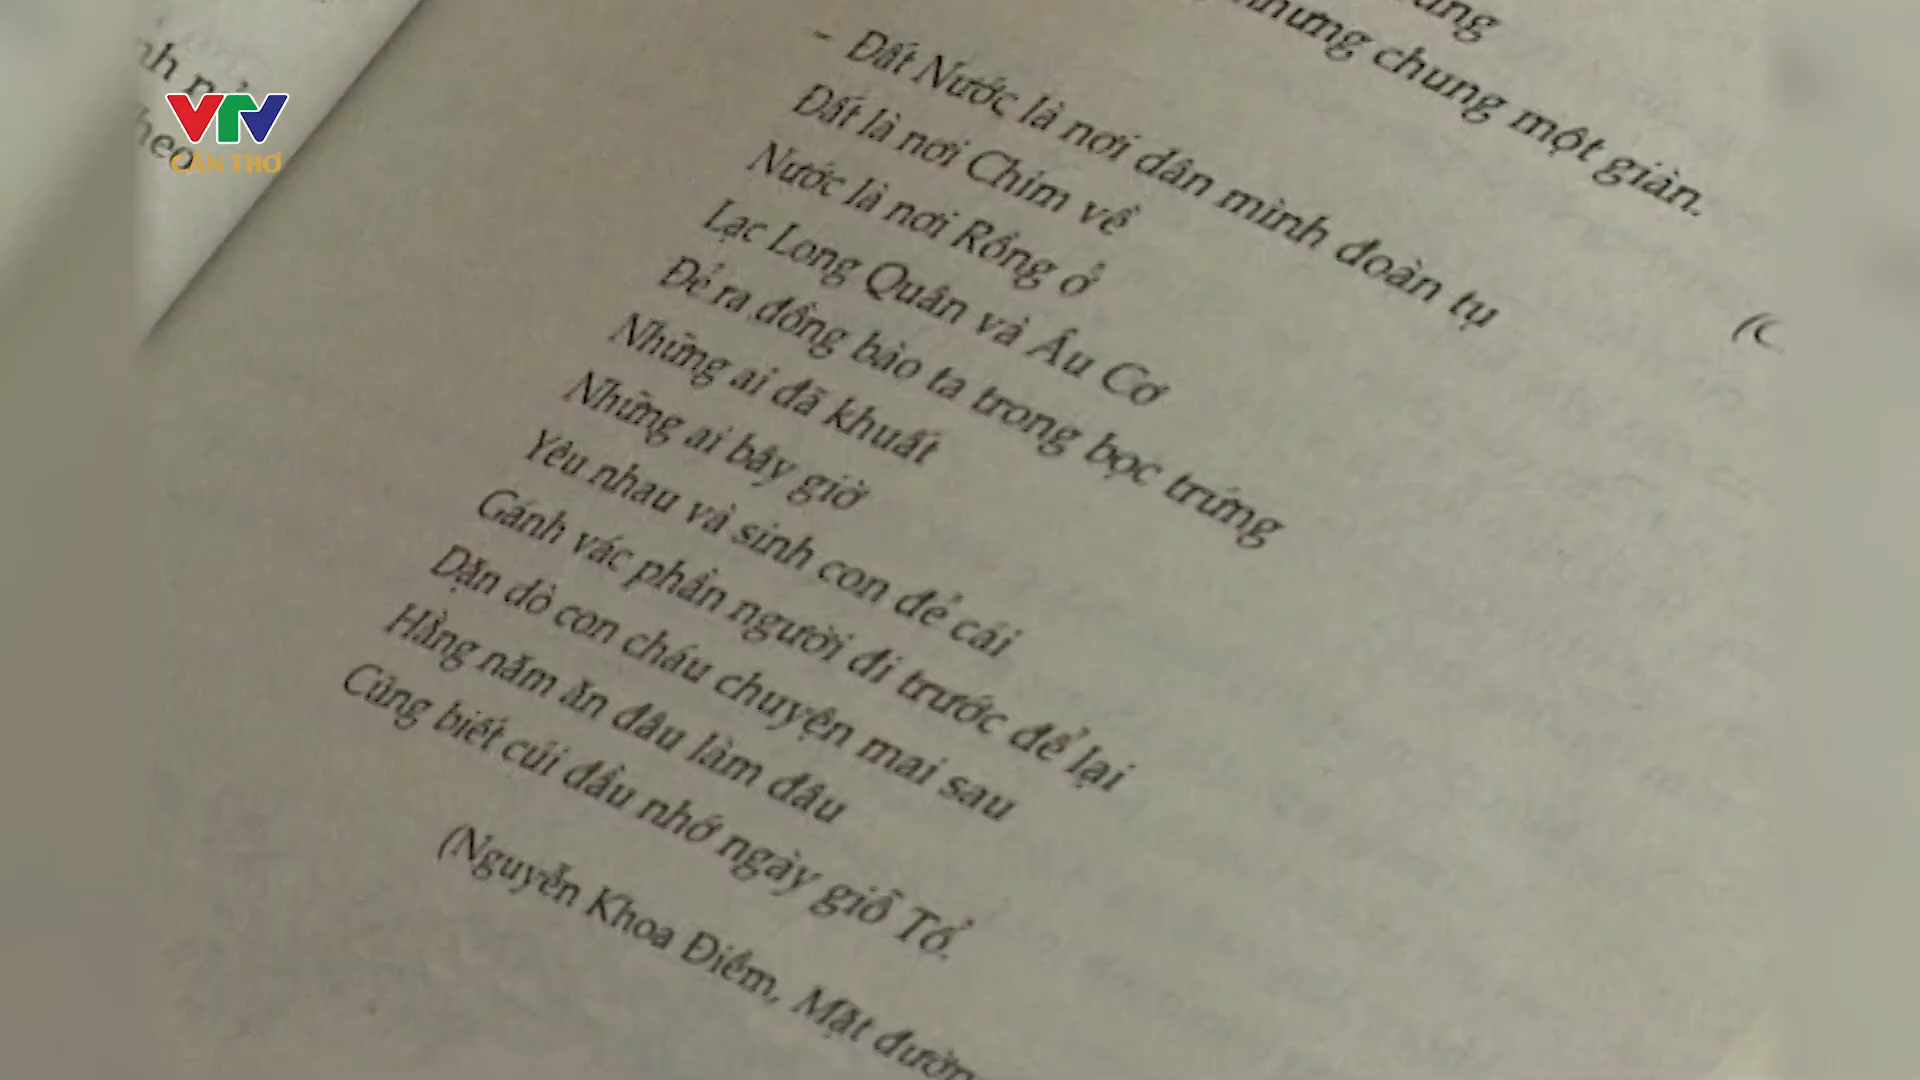 VTV
CẦN THƠ
nhưng chung một giàn.
- Đất Nước là nơi dân mình đoàn tụ
Đất là nơi Chim về
Nước là nơi Rồng ở
Lạc Long Quân và Âu Cơ
Đẻ ra đồng bào ta trong bọc trứng
Những ai đã khuất
Những ai bây giờ
Yêu nhau và sinh con đẻ cái
Gánh vác phần người đi trước để lại
Dặn dò con cháu chuyện mai sau
Hằng năm ăn đâu làm đâu
Cũng biết cúi đầu nhớ ngày giỗ Tổ.
(Nguyễn Khoa Điềm, Mặt đường